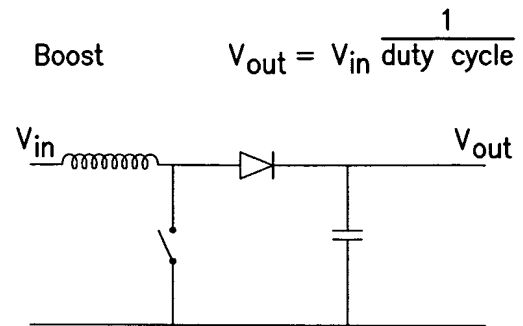 Boost
V_out = V_in 1/duty cycle
V_in
V_out